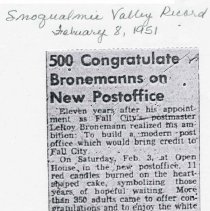 Snoqualmie Valley Record
February 8, 1951
500 Congratulate
Bronemanns on
New Postoffice
Eleven years after his appoint-
ment as Fall City's postmaster
LeRoy Bronemann realized his am-
bition: To build a modern post
office which would bring credit to
Fall City.
On Saturday, Feb. 3, at Open
House, in the new postoffice, 11
red candles burned on the heart-
shaped cake, symbolizing those
years of hopeful waiting. More
than 350 adults came to offer con-
gratulations and to enjoy the white